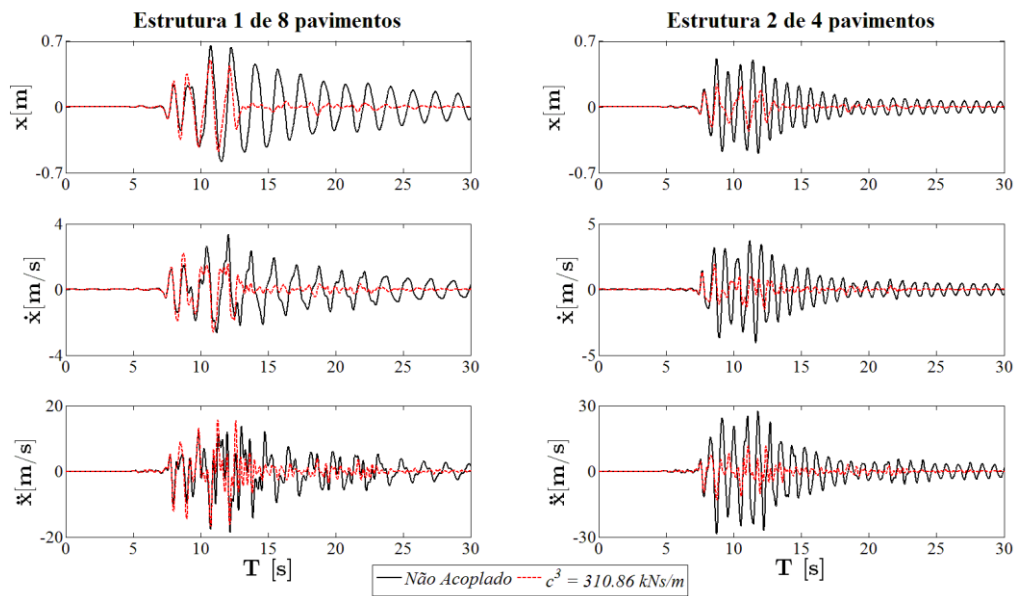 Estrutura 1 de 8 pavimentos
Estrutura 2 de 4 pavimentos
x[m]
0.7
0
-0.7
0 5 10 15 20 25 30
x[m]
0.7
0
-0.7
0 5 10 15 20 25 30
ẋ[m/s]
4
0
-4
0 5 10 15 20 25 30
ẋ[m/s]
5
0
-5
0 5 10 15 20 25 30
ẍ[m/s]
20
0
-20
0 5 10 15 20 25 30
T [s]
ẍ[m/s]
30
0
-30
0 5 10 15 20 25 30
T [s]
Não Acoplado c³ = 310.86 kNs/m